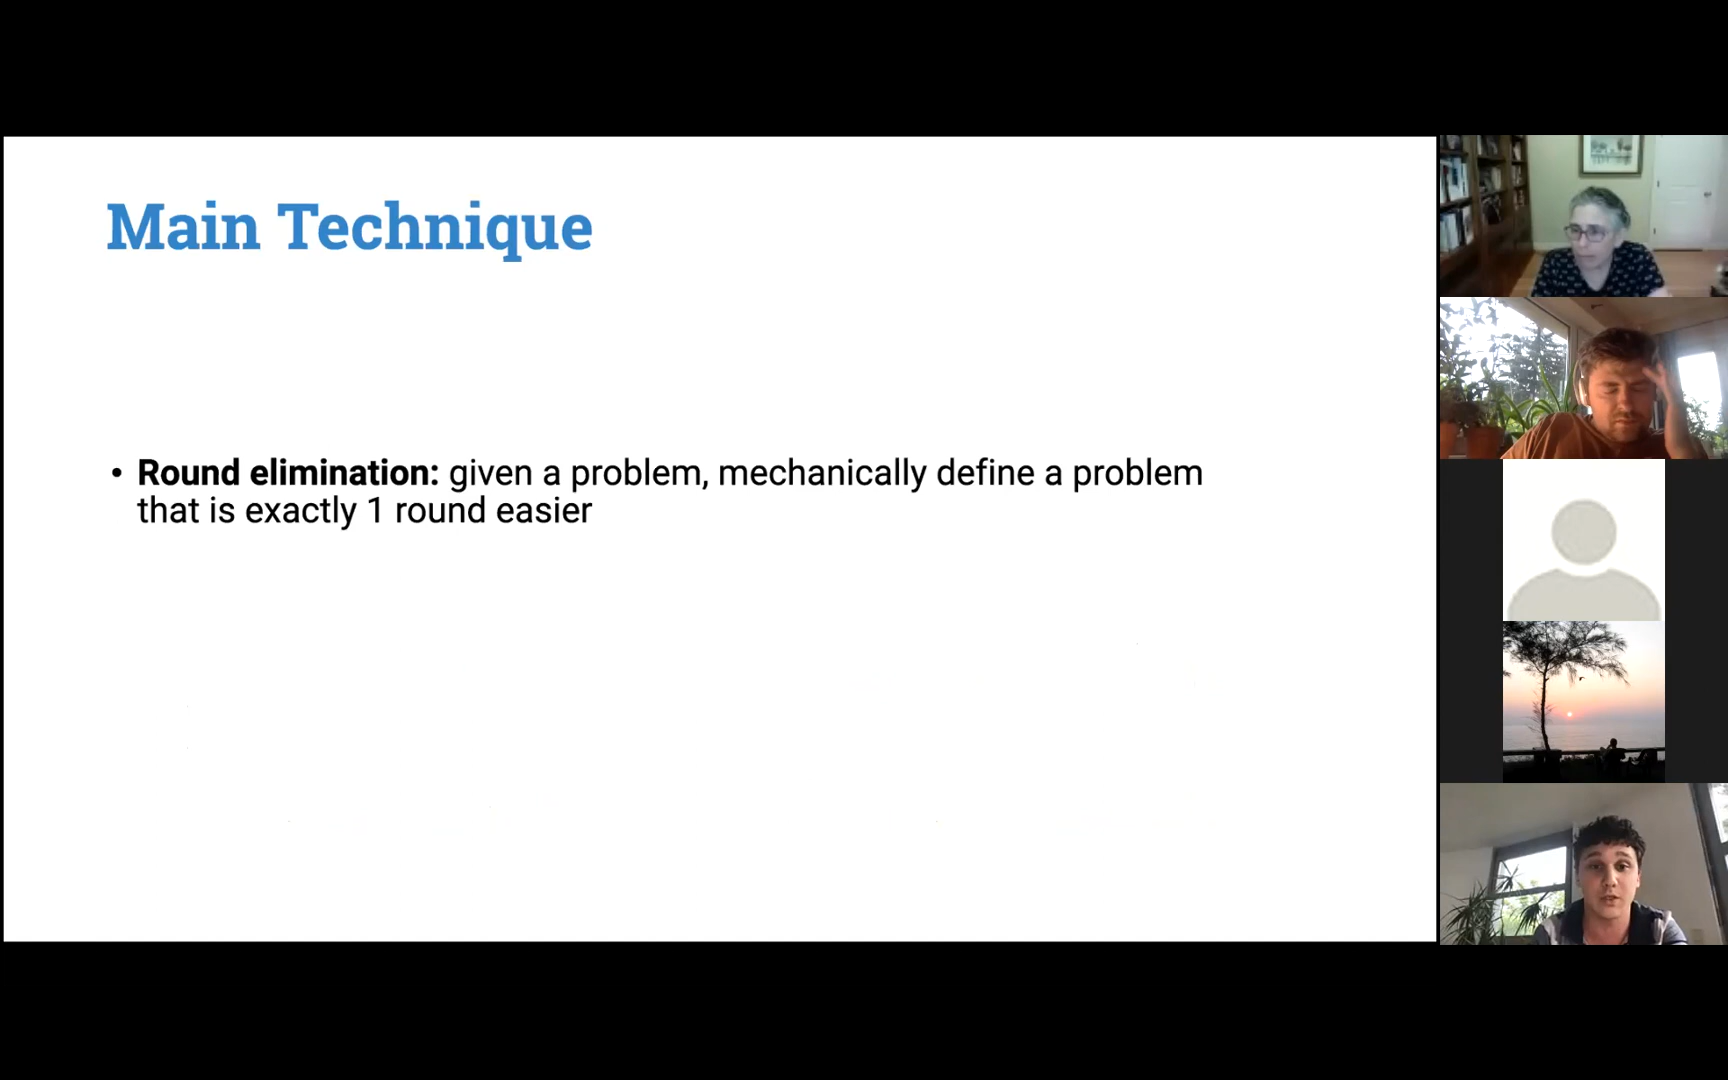 Main Technique
• Round elimination: given a problem, mechanically define a problem
that is exactly 1 round easier